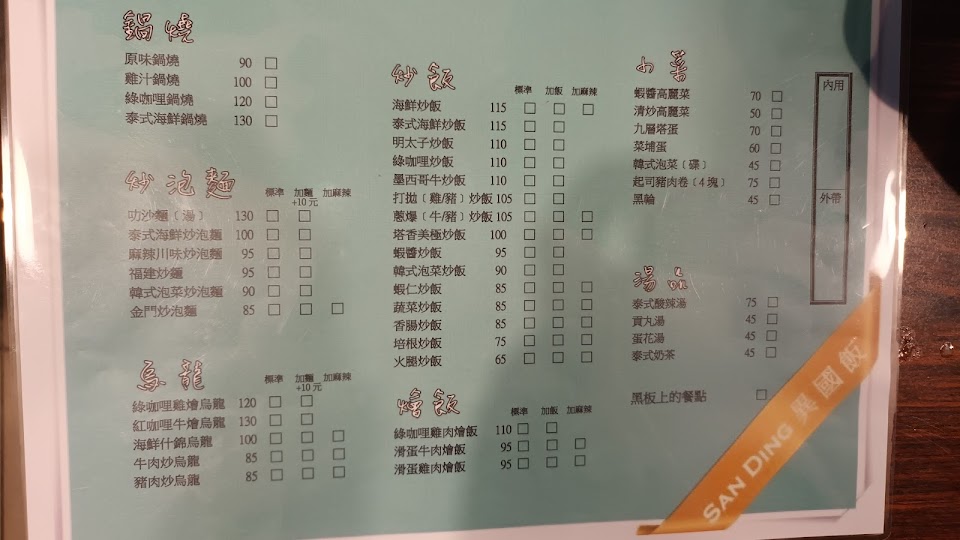 鍋燒
原味鍋燒 90 □
雞汁鍋燒 100 □
綠咖哩鍋燒 120 □
泰式海鮮鍋燒 130 □
炒泡麵
標準 加麵 加麻辣
+10元
叻沙麵﹝湯﹞ 130 □ □
泰式海鮮炒泡麵 100 □ □
麻辣川味炒泡麵 95 □ □
福建炒麵 95 □ □
韓式泡菜炒泡麵 90 □ □
金門炒泡麵 85 □ □ □
烏龍
標準 加麵 加麻辣
+10元
綠咖哩雞燴烏龍 120 □ □
紅咖哩牛燴烏龍 130 □ □
海鮮什錦烏龍 100 □ □ □
牛肉炒烏龍 85 □ □ □
豬肉炒烏龍 85 □ □ □
炒飯
標準 加飯 加麻辣
海鮮炒飯 115 □ □ □
泰式海鮮炒飯 115 □ □
明太子炒飯 110 □ □
綠咖哩炒飯 110 □ □
墨西哥牛炒飯 110 □ □
打拋﹝雞/豬﹞炒飯 105 □ □
蔥爆﹝牛/豬﹞炒飯 105 □ □ □
塔香美極炒飯 100 □ □ □
蝦醬炒飯 95 □ □
韓式泡菜炒飯 90 □ □
蝦仁炒飯 85 □ □ □
蔬菜炒飯 85 □ □ □
香腸炒飯 85 □ □ □
培根炒飯 75 □ □ □
火腿炒飯 65 □ □ □
燴飯
標準 加飯 加麻辣
綠咖哩雞肉燴飯 110 □ □
滑蛋牛肉燴飯 95 □ □ □
滑蛋雞肉燴飯 95 □ □ □
小菜
蝦醬高麗菜 70 □
清炒高麗菜 50 □
九層塔蛋 70 □
菜埔蛋 60 □
韓式泡菜﹝碟﹞ 45 □
起司豬肉卷﹝4塊﹞ 75 □
黑輪 45 □
湯品
泰式酸辣湯 75 □
貢丸湯 45 □
蛋花湯 45 □
泰式奶茶 45 □
黑板上的餐點 □
內用
外帶
SAN DING 異國飯